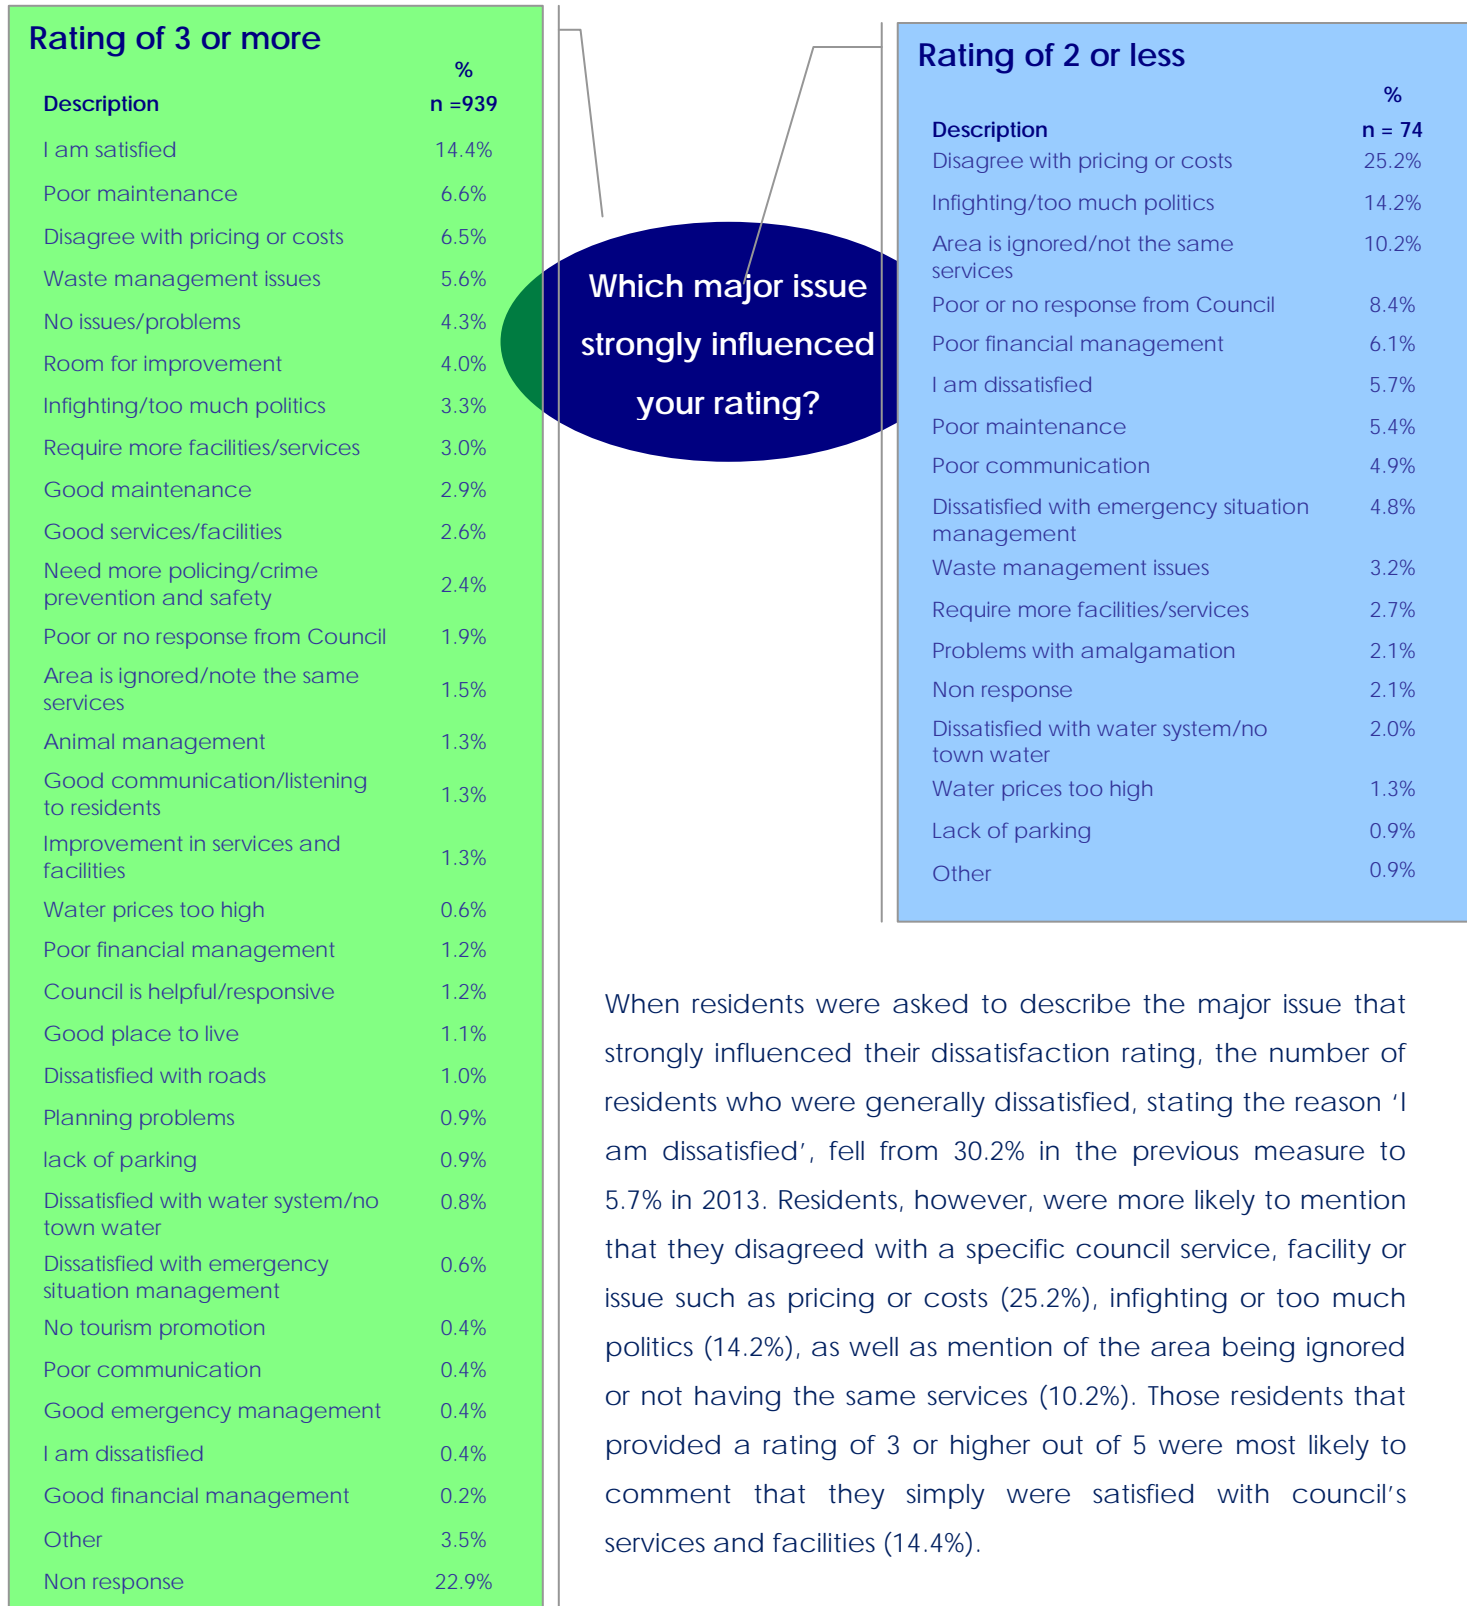 Rating of 3 or more
%
Description n =939
I am satisfied 14.4%
Poor maintenance 6.6%
Disagree with pricing or costs 6.5%
Waste management issues 5.6%
No issues/problems 4.3%
Room for improvement 4.0%
Infighting/too much politics 3.3%
Require more facilities/services 3.0%
Good maintenance 2.9%
Good services/facilities 2.6%
Need more policing/crime
prevention and safety 2.4%
Poor or no response from Council 1.9%
Area is ignored/note the same
services 1.5%
Animal management 1.3%
Good communication/listening
to residents 1.3%
Improvement in services and
facilities 1.3%
Water prices too high 0.6%
Poor financial management 1.2%
Council is helpful/responsive 1.2%
Good place to live 1.1%
Dissatisfied with roads 1.0%
Planning problems 0.9%
lack of parking 0.9%
Dissatisfied with water system/no 0.8%
town water
Dissatisfied with emergency 0.6%
situation management
No tourism promotion 0.4%
Poor communication 0.4%
Good emergency management 0.4%
I am dissatisfied 0.4%
Good financial management 0.2%
Other 3.5%
Non response 22.9%
Which major issue
strongly influenced
your rating?
Rating of 2 or less
%
Description n = 74
Disagree with pricing or costs 25.2%
Infighting/too much politics 14.2%
Area is ignored/not the same 10.2%
services
Poor or no response from Council 8.4%
Poor financial management 6.1%
I am dissatisfied 5.7%
Poor maintenance 5.4%
Poor communication 4.9%
Dissatisfied with emergency situation 4.8%
management
Waste management issues 3.2%
Require more facilities/services 2.7%
Problems with amalgamation 2.1%
Non response 2.1%
Dissatisfied with water system/no 2.0%
town water
Water prices too high 1.3%
Lack of parking 0.9%
Other 0.9%
When residents were asked to describe the major issue that
strongly influenced their dissatisfaction rating, the number of
residents who were generally dissatisfied, stating the reason ‘I
am dissatisfied’, fell from 30.2% in the previous measure to
5.7% in 2013. Residents, however, were more likely to mention
that they disagreed with a specific council service, facility or
issue such as pricing or costs (25.2%), infighting or too much
politics (14.2%), as well as mention of the area being ignored
or not having the same services (10.2%). Those residents that
provided a rating of 3 or higher out of 5 were most likely to
comment that they simply were satisfied with council’s
services and facilities (14.4%).